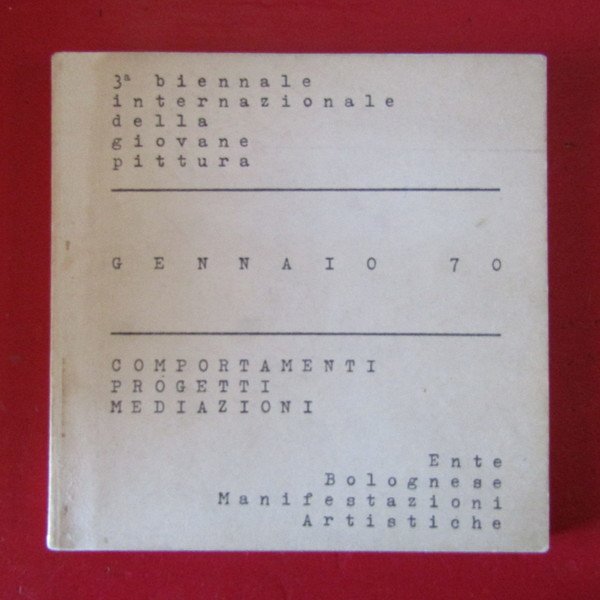 3ª biennale
internazionale
della
giovane
pittura
GENNAIO 70
COMPORTAMENTI
PROGETTI
MEDIAZIONI
Ente
Bolognese
Manifestazioni
Artistiche